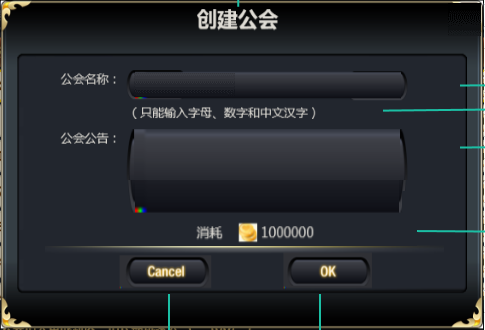 创建公会
公会名称：
（只能输入字母、数字和中文汉字）
公会公告：
消耗 1000000
Cancel OK